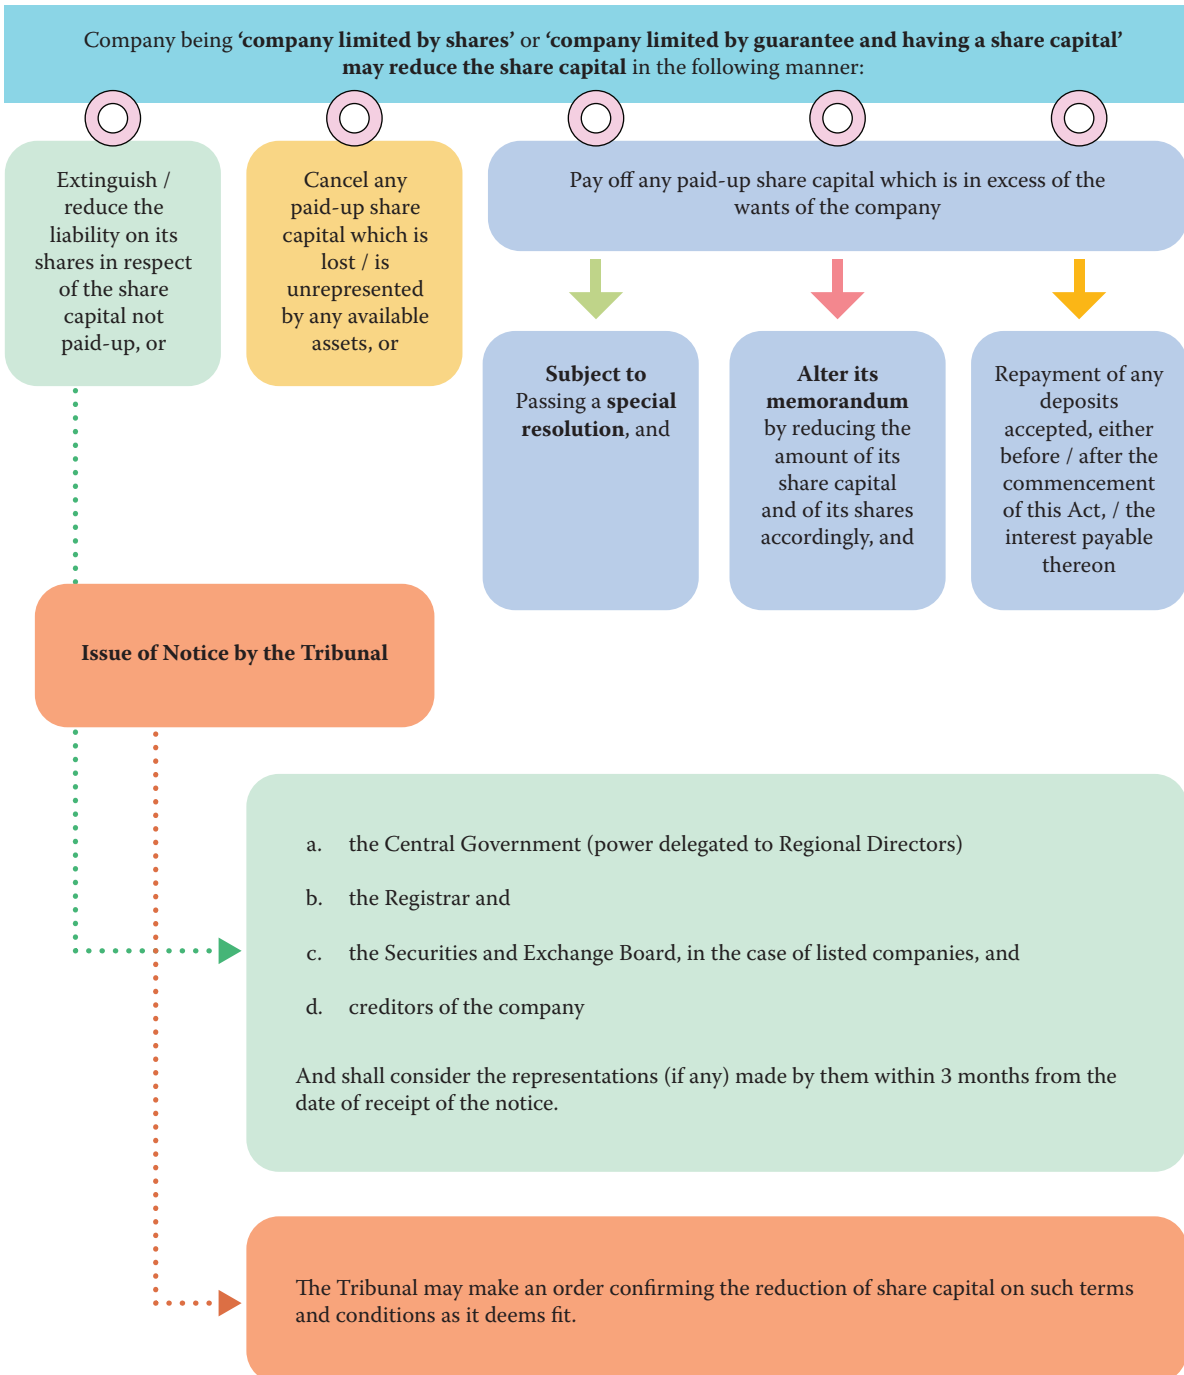 Company being ‘company limited by shares’ or ‘company limited by guarantee and having a share capital’
may reduce the share capital in the following manner:
Extinguish /
reduce the
liability on its
shares in respect
of the share
capital not
paid-up, or
Cancel any
paid-up share
capital which is
lost / is
unrepresented
by any available
assets, or
Pay off any paid-up share capital which is in excess of the
wants of the company
Subject to
Passing a special
resolution, and
Alter its
memorandum
by reducing the
amount of its
share capital
and of its shares
accordingly, and
Repayment of any
deposits
accepted, either
before / after the
commencement
of this Act, / the
interest payable
thereon
Issue of Notice by the Tribunal
a. the Central Government (power delegated to Regional Directors)
b. the Registrar and
c. the Securities and Exchange Board, in the case of listed companies, and
d. creditors of the company
And shall consider the representations (if any) made by them within 3 months from the
date of receipt of the notice.
The Tribunal may make an order confirming the reduction of share capital on such terms
and conditions as it deems fit.